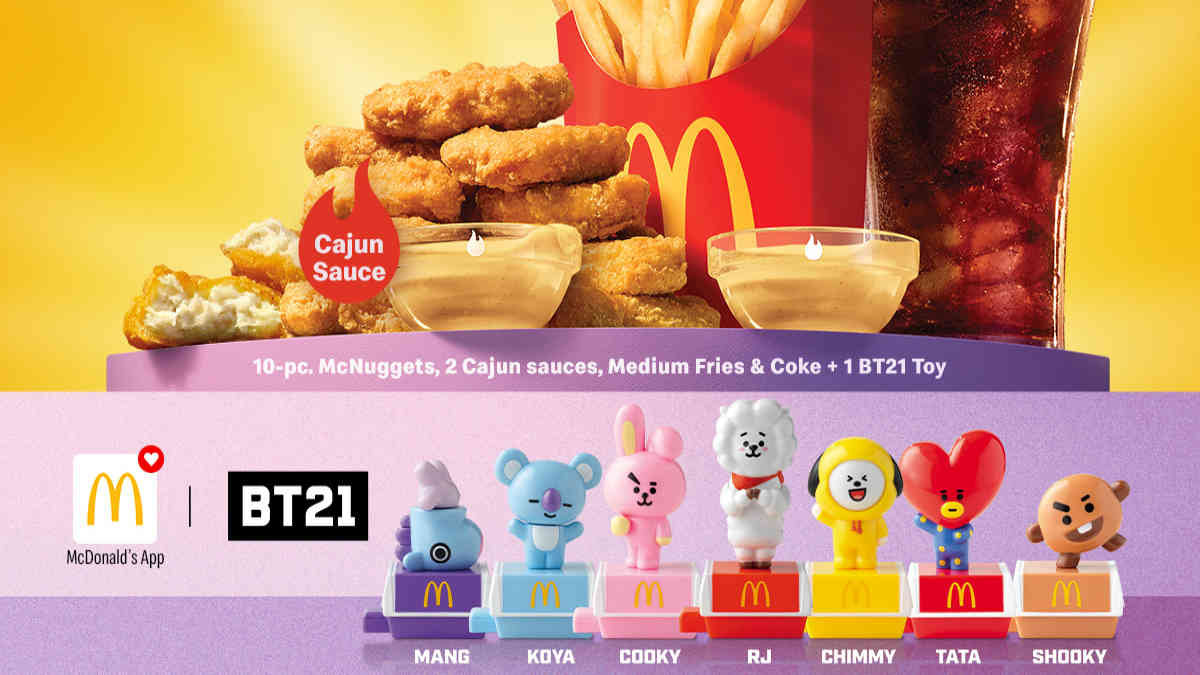 Cajun
Sauce
10-pc. McNuggets, 2 Cajun sauces, Medium Fries & Coke + 1 BT21 Toy
McDonald's App
BT21
MANG
KOYA
COOKY
RJ
CHIMMY
TATA
SHOOKY